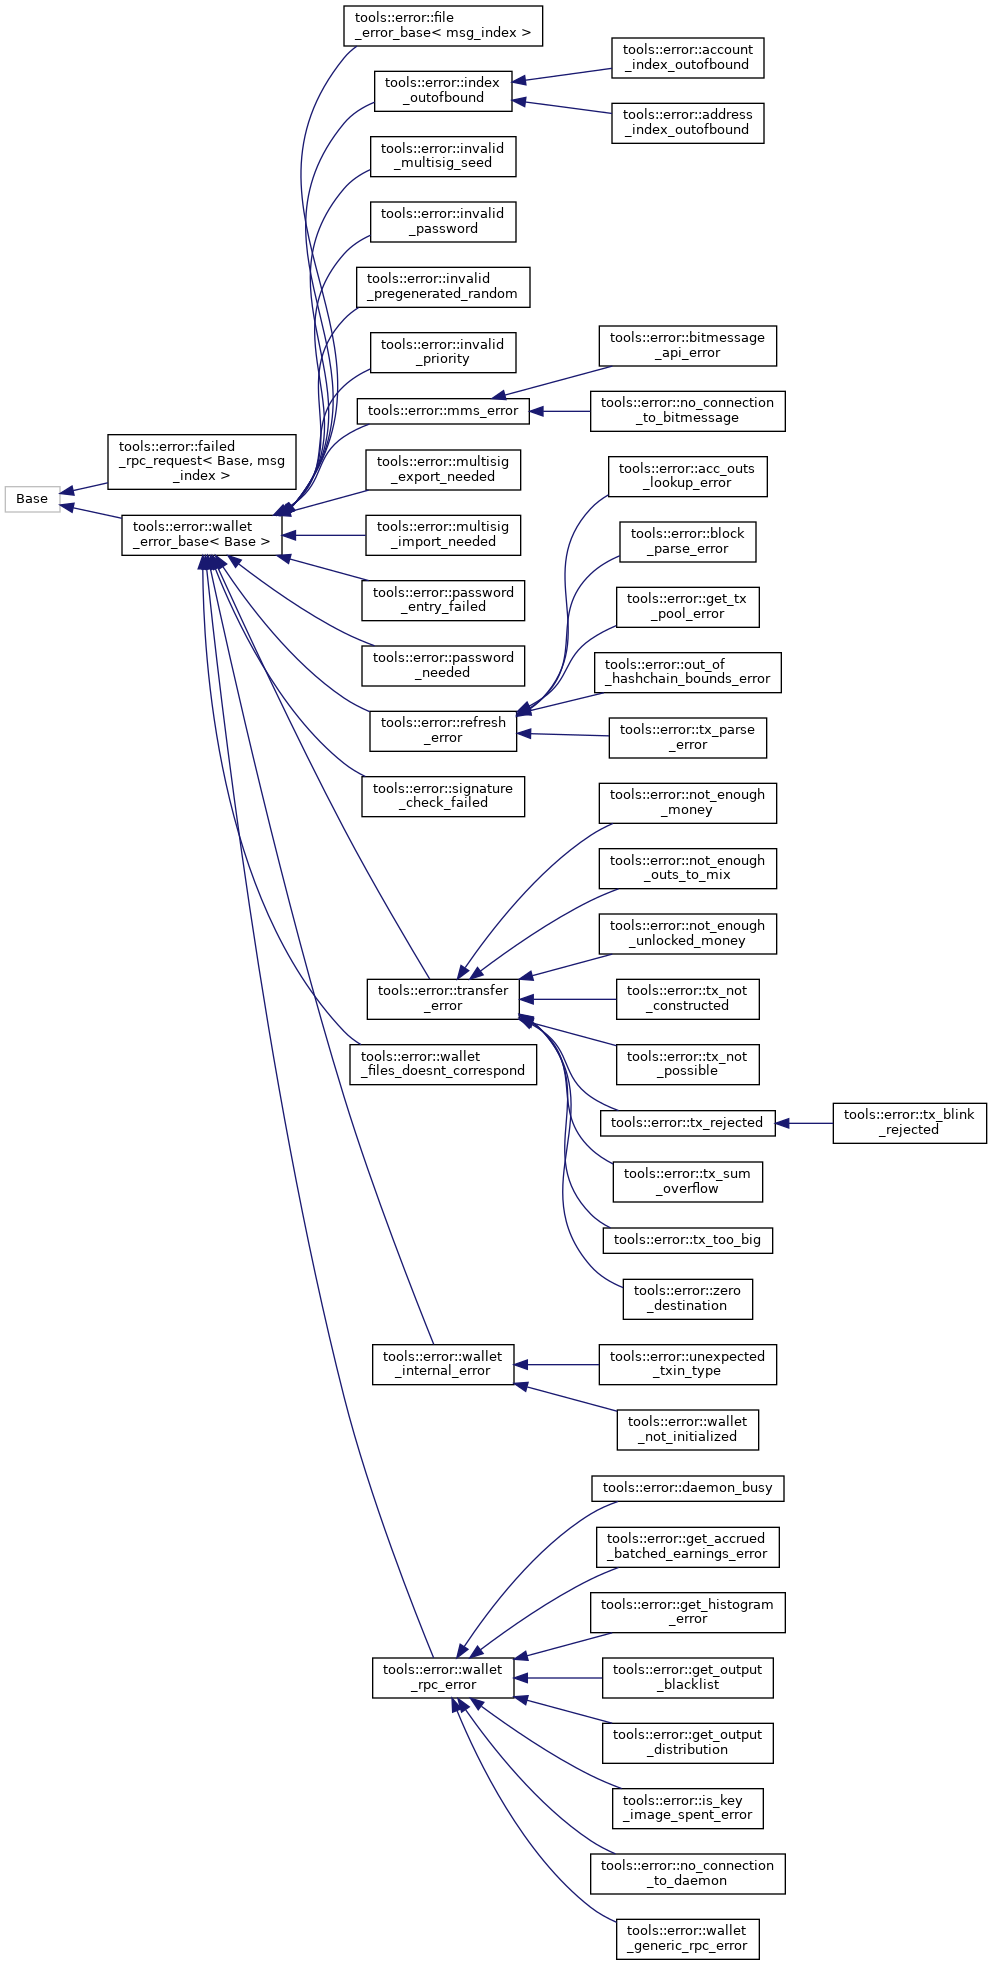 tools::error::file
_error_base< msg_index >
tools::error::index
_outofbound
tools::error::account
_index_outofbound
tools::error::address
_index_outofbound
tools::error::invalid
_multisig_seed
tools::error::invalid
_password
tools::error::invalid
_pregenerated_random
tools::error::invalid
_priority
tools::error::bitmessage
_api_error
tools::error::mms_error
tools::error::no_connection
_to_bitmessage
Base
tools::error::failed
_rpc_request< Base, msg
_index >
tools::error::wallet
_error_base< Base >
tools::error::multisig
_export_needed
tools::error::multisig
_import_needed
tools::error::password
_entry_failed
tools::error::password
_needed
tools::error::refresh
_error
tools::error::acc_outs
_lookup_error
tools::error::block
_parse_error
tools::error::get_tx
_pool_error
tools::error::out_of
_hashchain_bounds_error
tools::error::tx_parse
_error
tools::error::signature
_check_failed
tools::error::transfer
_error
tools::error::not_enough
_money
tools::error::not_enough
_outs_to_mix
tools::error::not_enough
_unlocked_money
tools::error::tx_not
_constructed
tools::error::tx_not
_possible
tools::error::tx_rejected
tools::error::tx_blink
_rejected
tools::error::tx_sum
_overflow
tools::error::tx_too_big
tools::error::zero
_destination
tools::error::wallet
_files_doesnt_correspond
tools::error::wallet
_internal_error
tools::error::unexpected
_txin_type
tools::error::wallet
_not_initialized
tools::error::wallet
_rpc_error
tools::error::daemon_busy
tools::error::get_accrued
_batched_earnings_error
tools::error::get_histogram
_error
tools::error::get_output
_blacklist
tools::error::get_output
_distribution
tools::error::is_key
_image_spent_error
tools::error::no_connection
_to_daemon
tools::error::wallet
_generic_rpc_error